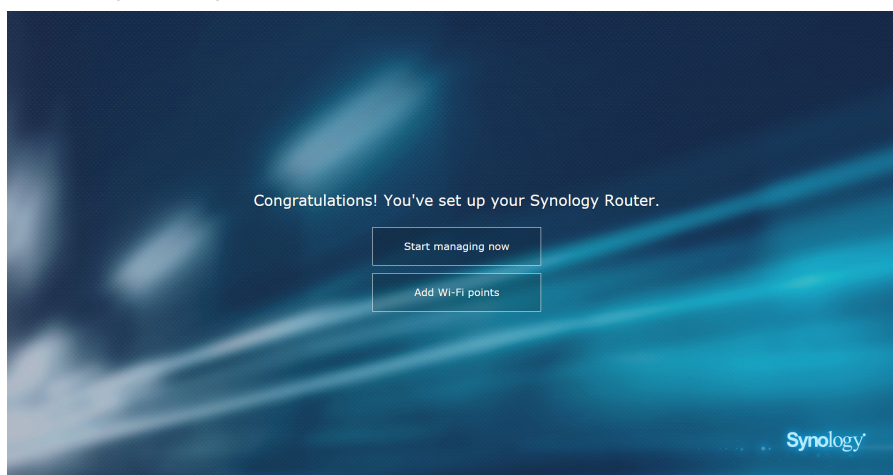 Congratulations! You've set up your Synology Router.
Start managing now
Add Wi-Fi points
Synology